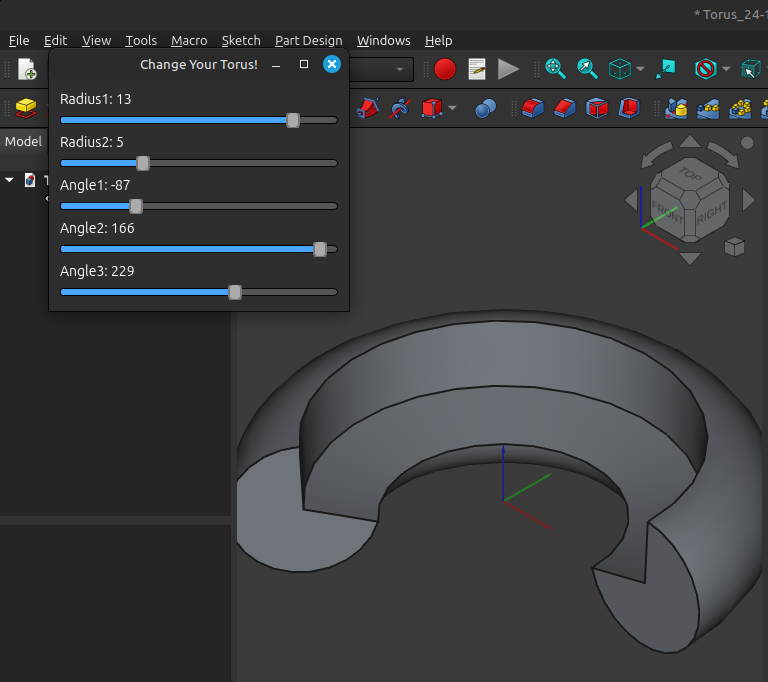 * Torus_24-1
File Edit View Tools Macro Sketch Part Design Windows Help
Change Your Torus!
Radius1: 13
Radius2: 5
Angle1: -87
Angle2: 166
Angle3: 229
Model
TOP
FRONT
RIGHT